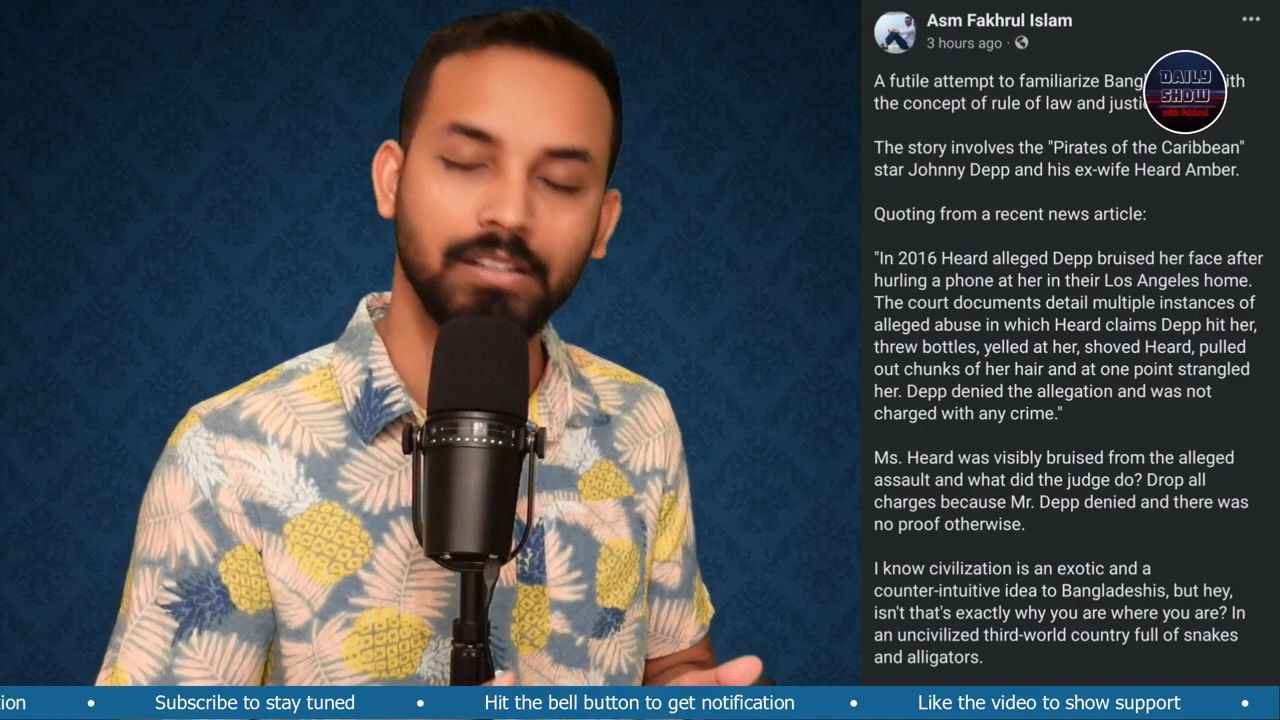 Asm Fakhrul Islam
3 hours ago ·
DAILY
SHOW
with fakhrul
A futile attempt to familiarize ith
the concept of rule of law and
The story involves the "Pirates of the Caribbean"
star Johnny Depp and his ex-wife Heard Amber.
Quoting from a recent news article:
"In 2016 Heard alleged Depp bruised her face after
hurling a phone at her in their Los Angeles home.
The court documents detail multiple instances of
alleged abuse in which Heard claims Depp hit her,
threw bottles, yelled at her, shoved Heard, pulled
out chunks of her hair and at one point strangled
her. Depp denied the allegation and was not
charged with any crime."
Ms. Heard was visibly bruised from the alleged
assault and what did the judge do? Drop all
charges because Mr. Depp denied and there was
no proof otherwise.
I know civilization is an exotic and a
counter-intuitive idea to Bangladeshis, but hey,
isn't that's exactly why you are where you are? In
an uncivilized third-world country full of snakes
and alligators.
ion • Subscribe to stay tuned • Hit the bell button to get notification • Like the video to show support •